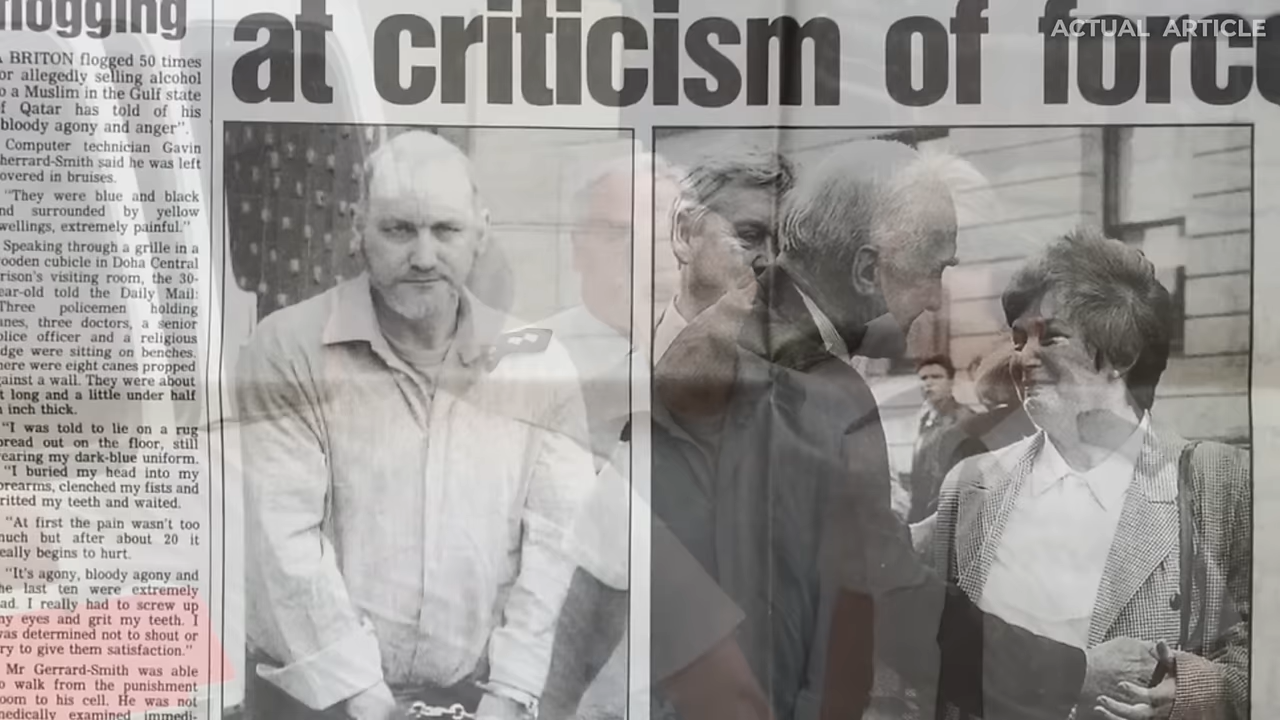 flogging
at criticism of force
ACTUAL ARTICLE
A BRITON flogged 50 times
or allegedly selling alcohol
o a Muslim in the Gulf state
f Qatar has told of his
bloody agony and anger".
Computer technician Gavin
herrard-Smith said he was left
overed in bruises.
"They were blue and black
nd surrounded by yellow
wellings, extremely painful."
Speaking through a grille in a
ooden cubicle in Doha Central
rison's visiting room, the 30-
ear-old told the Daily Mail:
Three policemen holding
anes, three doctors, a senior
olice officer and a religious
dge were sitting on benches.
here were eight canes propped
gainst a wall. They were about
t long and a little under half
inch thick.
"I was told to lie on a rug
pread out on the floor, still
earing my dark-blue uniform.
"I buried my head into my
orearms, clenched my fists and
ritted my teeth and waited.
"At first the pain wasn't too
uch but after about 20 it
eally begins to hurt.
"It's agony, bloody agony and
he last ten were extremely
ad. I really had to screw up
ny eyes and grit my teeth. I
was determined not to shout or
ry to give them satisfaction."
Mr Gerrard-Smith was able
o walk from the punishment
oom to his cell. He was not
medically examined immedi-